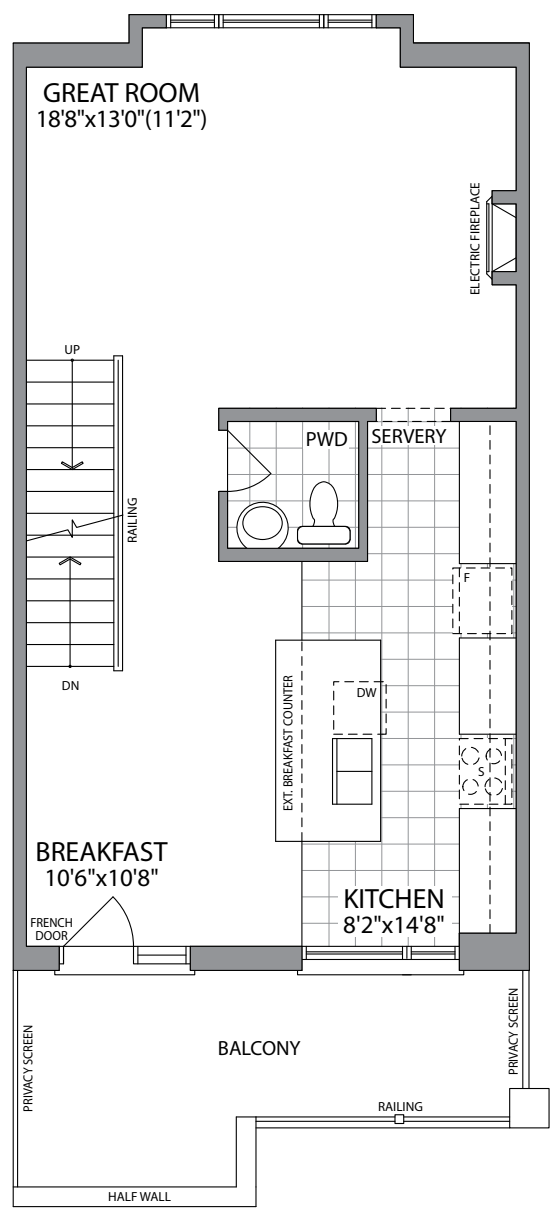 GREAT ROOM
18'8"x13'0"(11'2")
ELECTRIC FIREPLACE
UP
PWD
SERVERY
RAILING
F
DN
DW
EXT. BREAKFAST COUNTER
S
BREAKFAST
10'6"x10'8"
KITCHEN
8'2"x14'8"
FRENCH
DOOR
PRIVACY SCREEN
BALCONY
PRIVACY SCREEN
RAILING
HALF WALL